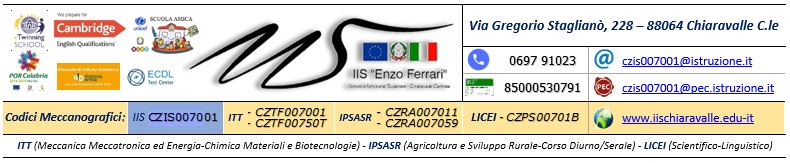 eTwinning SCHOOL
We prepare for
Cambridge
English Qualifications
SCUOLA AMICA
POR Calabria
ECDL
Test Center
IIS "Enzo Ferrari"
Via Gregorio Staglianò, 228 – 88064 Chiaravalle C.le
0697 91023
czis007001@istruzione.it
85000530791
PEC
czis007001@pec.istruzione.it
Codici Meccanografici:
IIS CZIS007001
ITT - CZTF007001
- CZTF00750T
IPSASR - CZRA007011
- CZRA007059
LICEI - CZPS00701B
www.iischiaravalle.edu-it
ITT (Meccanica Meccatronica ed Energia-Chimica Materiali e Biotecnologie) - IPSASR (Agricoltura e Sviluppo Rurale-Corso Diurno/Serale) - LICEI (Scientifico-Linguistico)